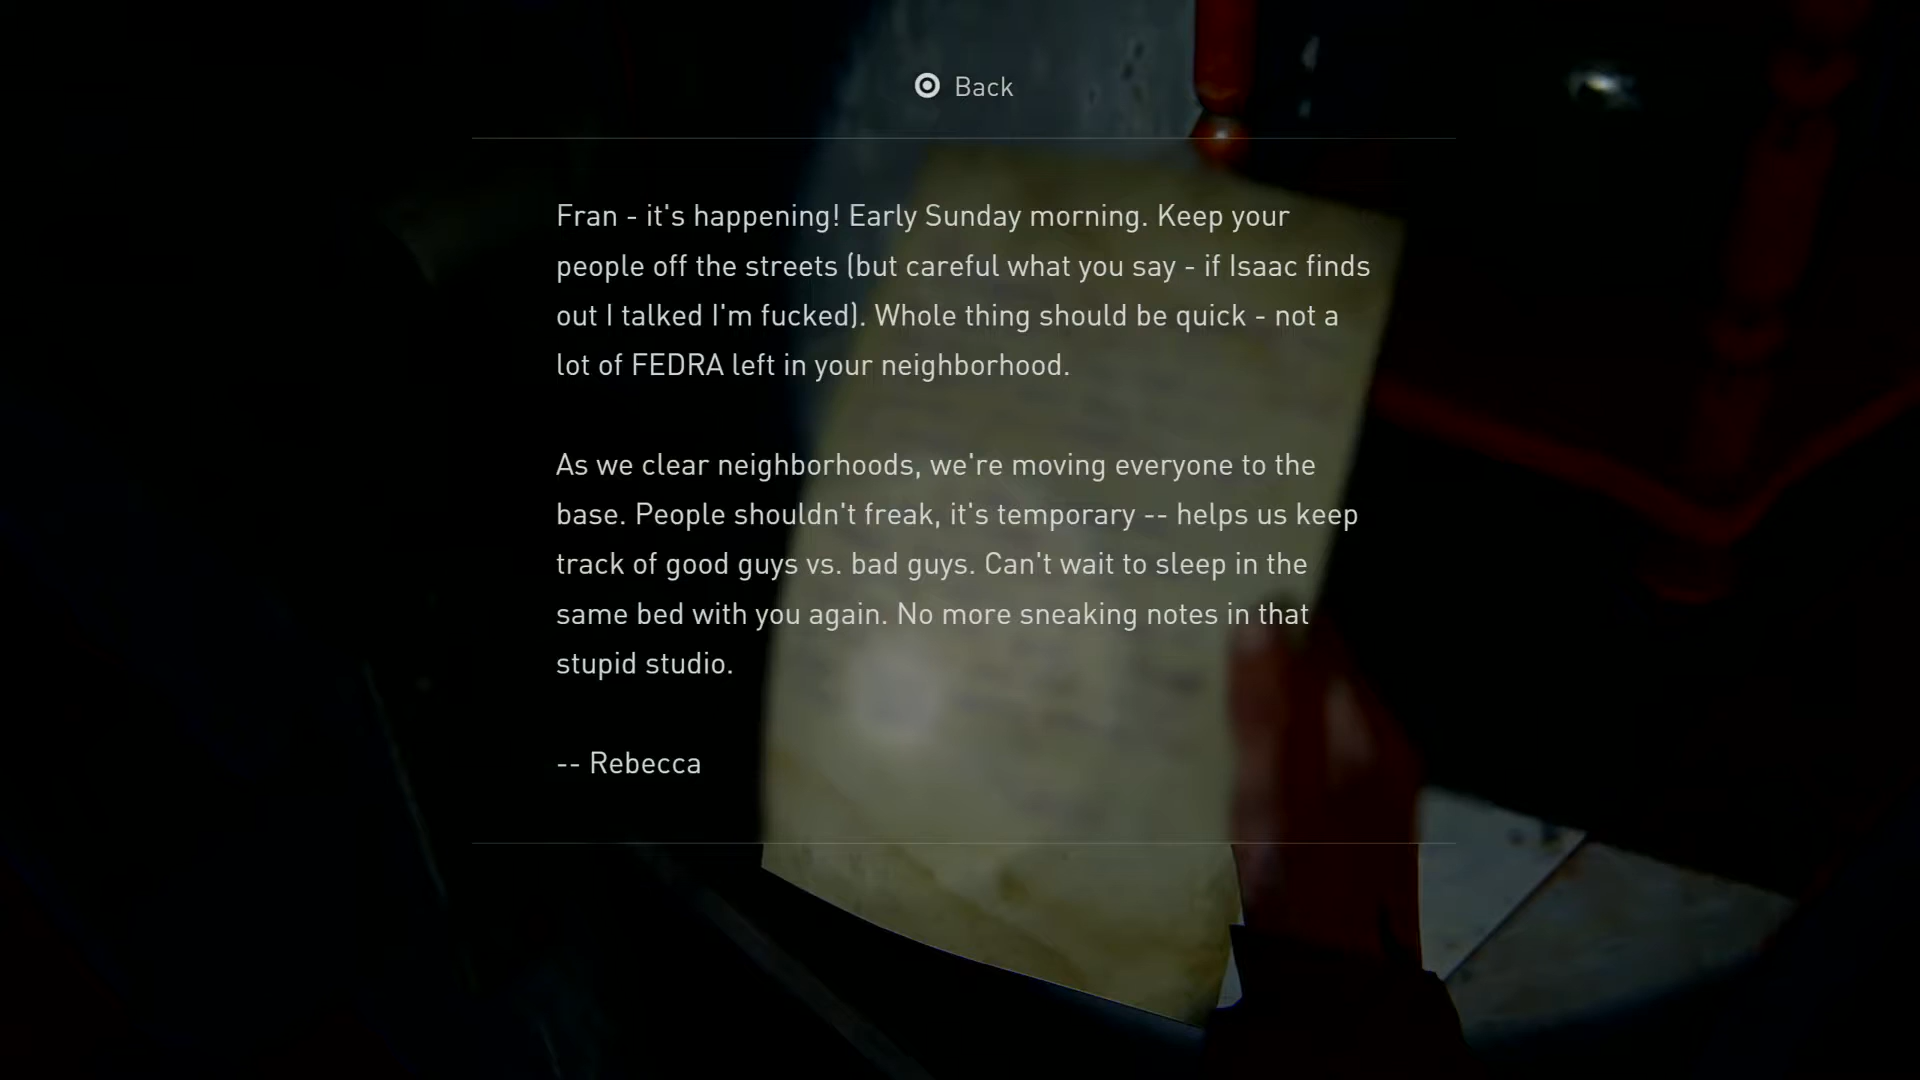 Back
Fran - it's happening! Early Sunday morning. Keep your
people off the streets (but careful what you say - if Isaac finds
out I talked I'm fucked). Whole thing should be quick - not a
lot of FEDRA left in your neighborhood.
As we clear neighborhoods, we're moving everyone to the
base. People shouldn't freak, it's temporary -- helps us keep
track of good guys vs. bad guys. Can't wait to sleep in the
same bed with you again. No more sneaking notes in that
stupid studio.
-- Rebecca